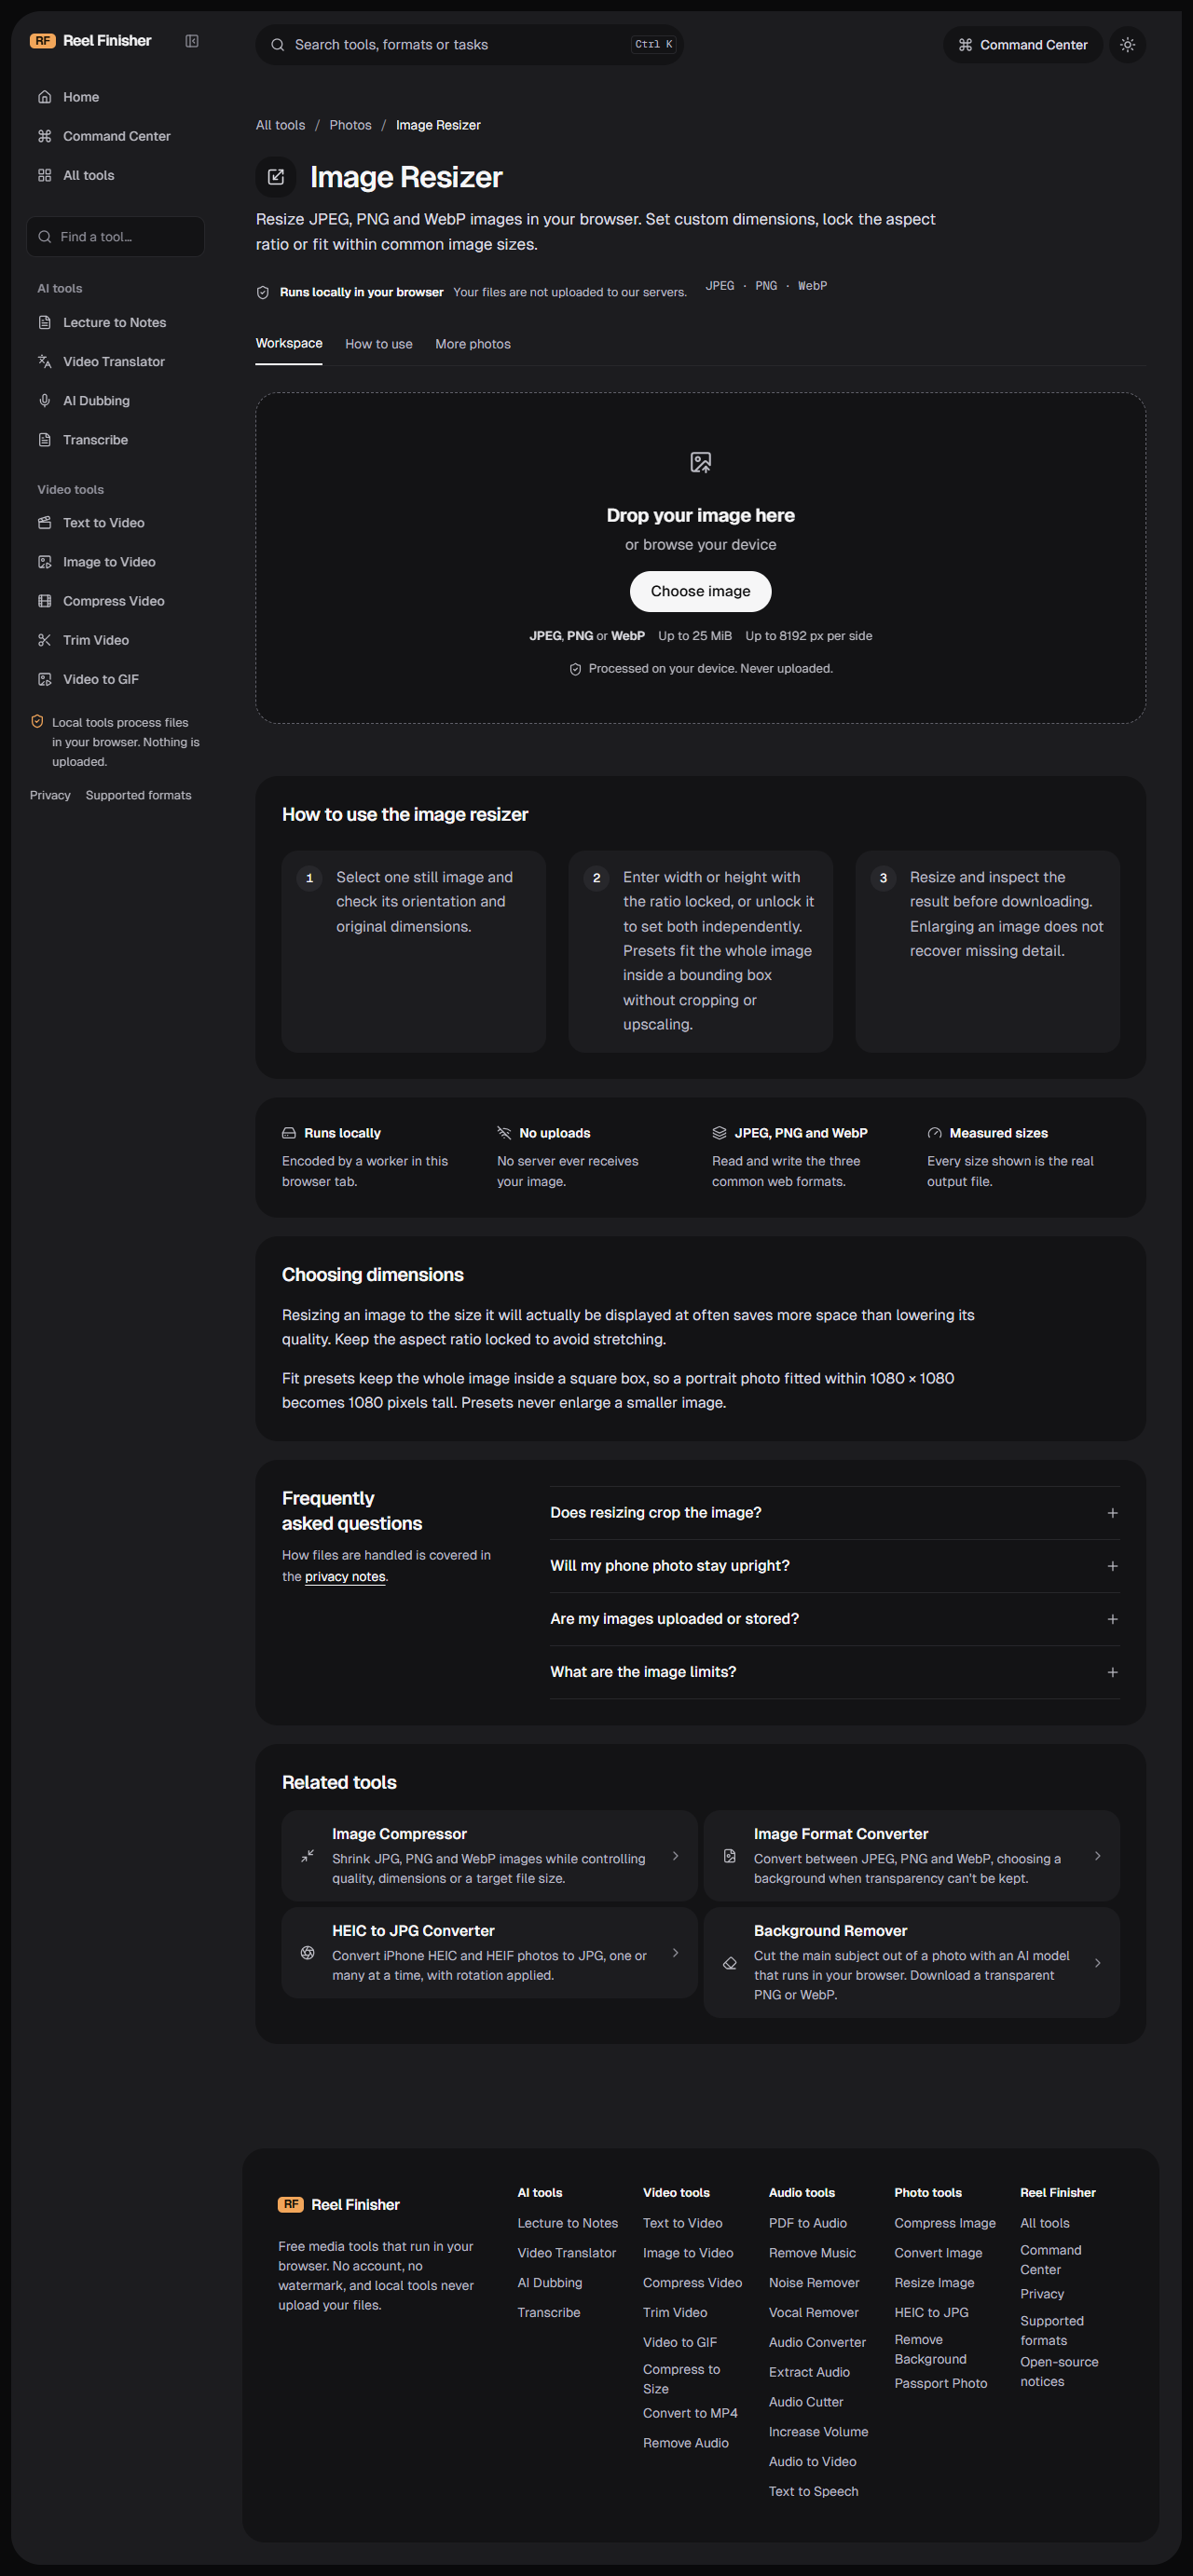 RF Reel Finisher
Home
Command Center
All tools
Find a tool...
AI tools
Lecture to Notes
Video Translator
AI Dubbing
Transcribe
Video tools
Text to Video
Image to Video
Compress Video
Trim Video
Video to GIF
Local tools process files
in your browser. Nothing is
uploaded.
Privacy Supported formats
Search tools, formats or tasks Ctrl K
Command Center
All tools / Photos / Image Resizer
Image Resizer
Resize JPEG, PNG and WebP images in your browser. Set custom dimensions, lock the aspect
ratio or fit within common image sizes.
Runs locally in your browser Your files are not uploaded to our servers. JPEG · PNG · WebP
Workspace How to use More photos
Drop your image here
or browse your device
Choose image
JPEG, PNG or WebP Up to 25 MiB Up to 8192 px per side
Processed on your device. Never uploaded.
How to use the image resizer
1
Select one still image and
check its orientation and
original dimensions.
2
Enter width or height with
the ratio locked, or unlock it
to set both independently.
Presets fit the whole image
inside a bounding box
without cropping or
upscaling.
3
Resize and inspect the
result before downloading.
Enlarging an image does not
recover missing detail.
Runs locally
Encoded by a worker in this
browser tab.
No uploads
No server ever receives
your image.
JPEG, PNG and WebP
Read and write the three
common web formats.
Measured sizes
Every size shown is the real
output file.
Choosing dimensions
Resizing an image to the size it will actually be displayed at often saves more space than lowering its
quality. Keep the aspect ratio locked to avoid stretching.
Fit presets keep the whole image inside a square box, so a portrait photo fitted within 1080 × 1080
becomes 1080 pixels tall. Presets never enlarge a smaller image.
Frequently
asked questions
How files are handled is covered in
the privacy notes.
Does resizing crop the image?
Will my phone photo stay upright?
Are my images uploaded or stored?
What are the image limits?
Related tools
Image Compressor
Shrink JPG, PNG and WebP images while controlling
quality, dimensions or a target file size.
Image Format Converter
Convert between JPEG, PNG and WebP, choosing a
background when transparency can't be kept.
HEIC to JPG Converter
Convert iPhone HEIC and HEIF photos to JPG, one or
many at a time, with rotation applied.
Background Remover
Cut the main subject out of a photo with an AI model
that runs in your browser. Download a transparent
PNG or WebP.
RF Reel Finisher
Free media tools that run in your
browser. No account, no
watermark, and local tools never
upload your files.
AI tools
Lecture to Notes
Video Translator
AI Dubbing
Transcribe
Video tools
Text to Video
Image to Video
Compress Video
Trim Video
Video to GIF
Compress to
Size
Convert to MP4
Remove Audio
Audio tools
PDF to Audio
Remove Music
Noise Remover
Vocal Remover
Audio Converter
Extract Audio
Audio Cutter
Increase Volume
Audio to Video
Text to Speech
Photo tools
Compress Image
Convert Image
Resize Image
HEIC to JPG
Remove
Background
Passport Photo
Reel Finisher
All tools
Command
Center
Privacy
Supported
formats
Open-source
notices